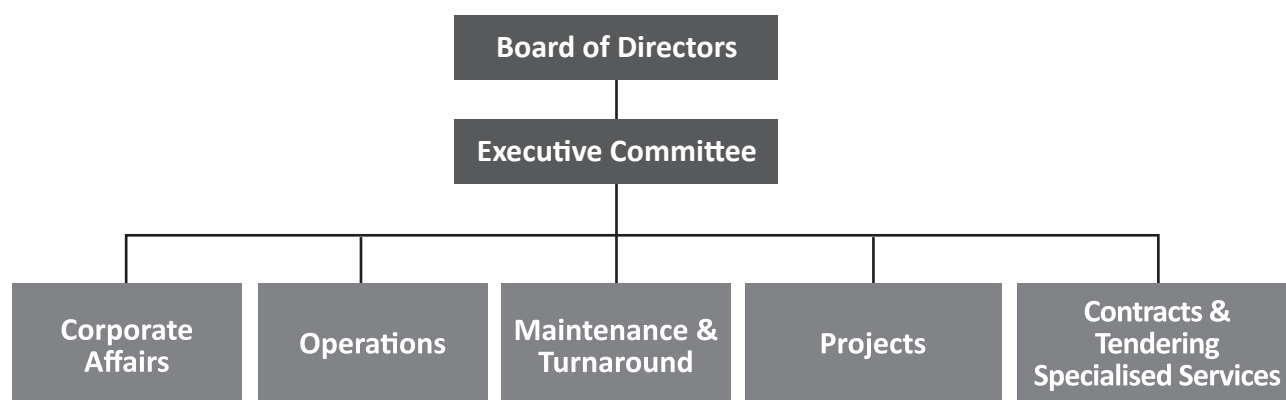 Board of Directors
Executive Committee
Corporate
Affairs
Operations
Maintenance &
Turnaround
Projects
Contracts &
Tendering
Specialised Services